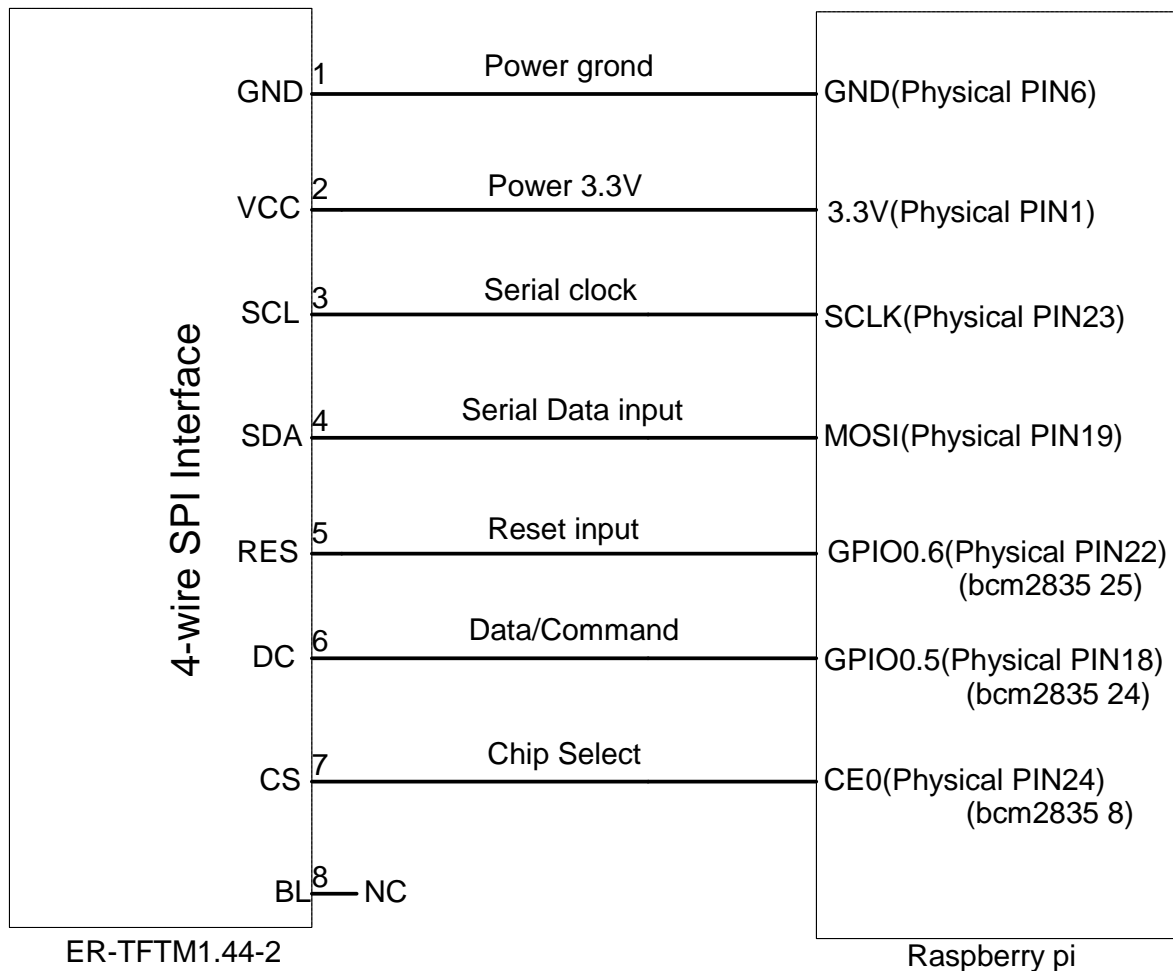 1 Power grond
GND GND(Physical PIN6)
2 Power 3.3V
VCC 3.3V(Physical PIN1)
3 Serial clock
SCL SCLK(Physical PIN23)
4 Serial Data input
SDA MOSI(Physical PIN19)
5 Reset input
RES GPIO0.6(Physical PIN22)
(bcm2835 25)
6 Data/Command
DC GPIO0.5(Physical PIN18)
(bcm2835 24)
7 Chip Select
CS CE0(Physical PIN24)
(bcm2835 8)
8
BL NC
4-wire SPI Interface
ER-TFTM1.44-2
Raspberry pi